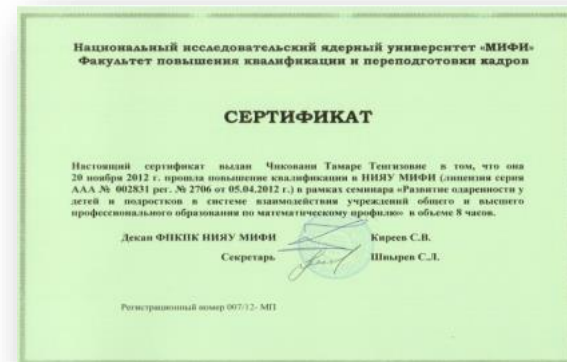 Национальный исследовательский ядерный университет «МИФИ»
Факультет повышения квалификации и переподготовки кадров
СЕРТИФИКАТ
Настоящий сертификат выдан Чиковани Тамаре Тенгизовне в том, что она
20 ноября 2012 г. прошла повышение квалификации в НИЯУ МИФИ (лицензия серия
ААА № 002831 рег. № 2706 от 05.04.2012 г.) в рамках семинара «Развитие одаренности у
детей и подростков в системе взаимодействия учреждений общего и высшего
профессионального образования по математическому профилю» в объеме 8 часов.
Декан ФПКПК НИЯУ МИФИ Киреев С.В.
Секретарь Шнырев С.Л.
Регистрационный номер 007/12- МП